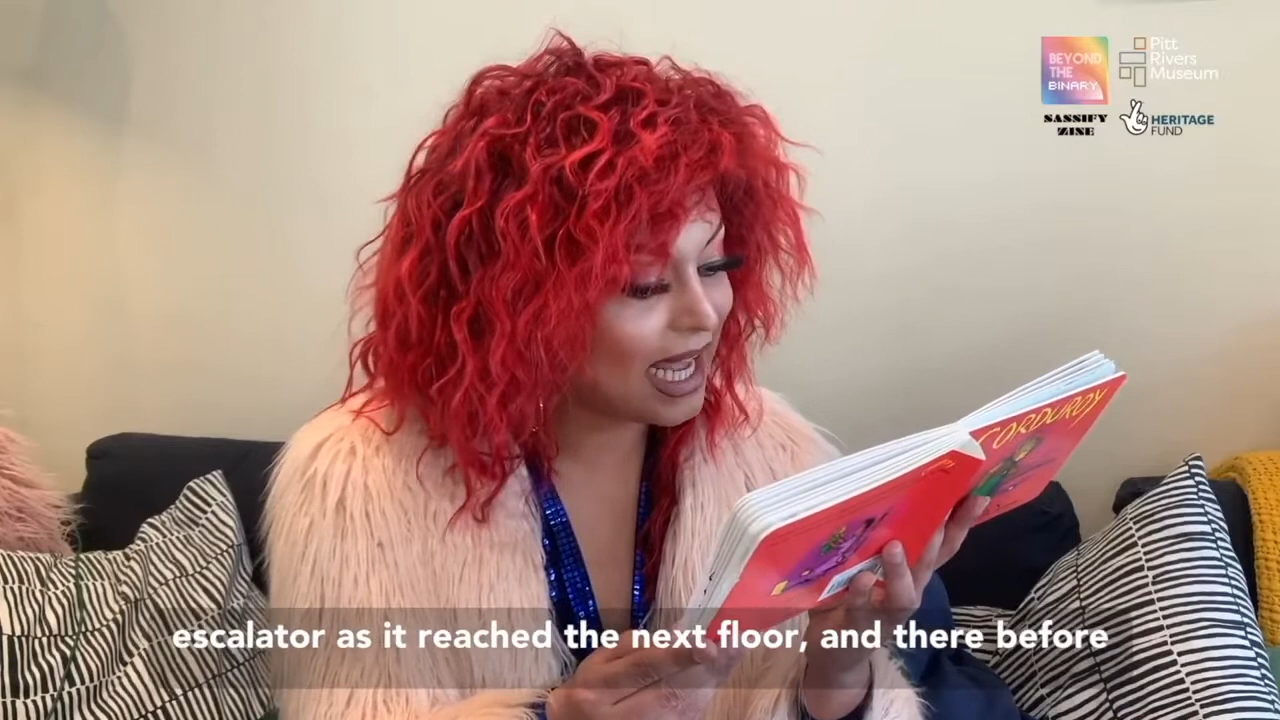 BEYOND
THE
BINARY
Pitt
Rivers
Museum
SASSIFY
ZINE
HERITAGE
FUND
CORDUROY
escalator as it reached the next floor, and there before